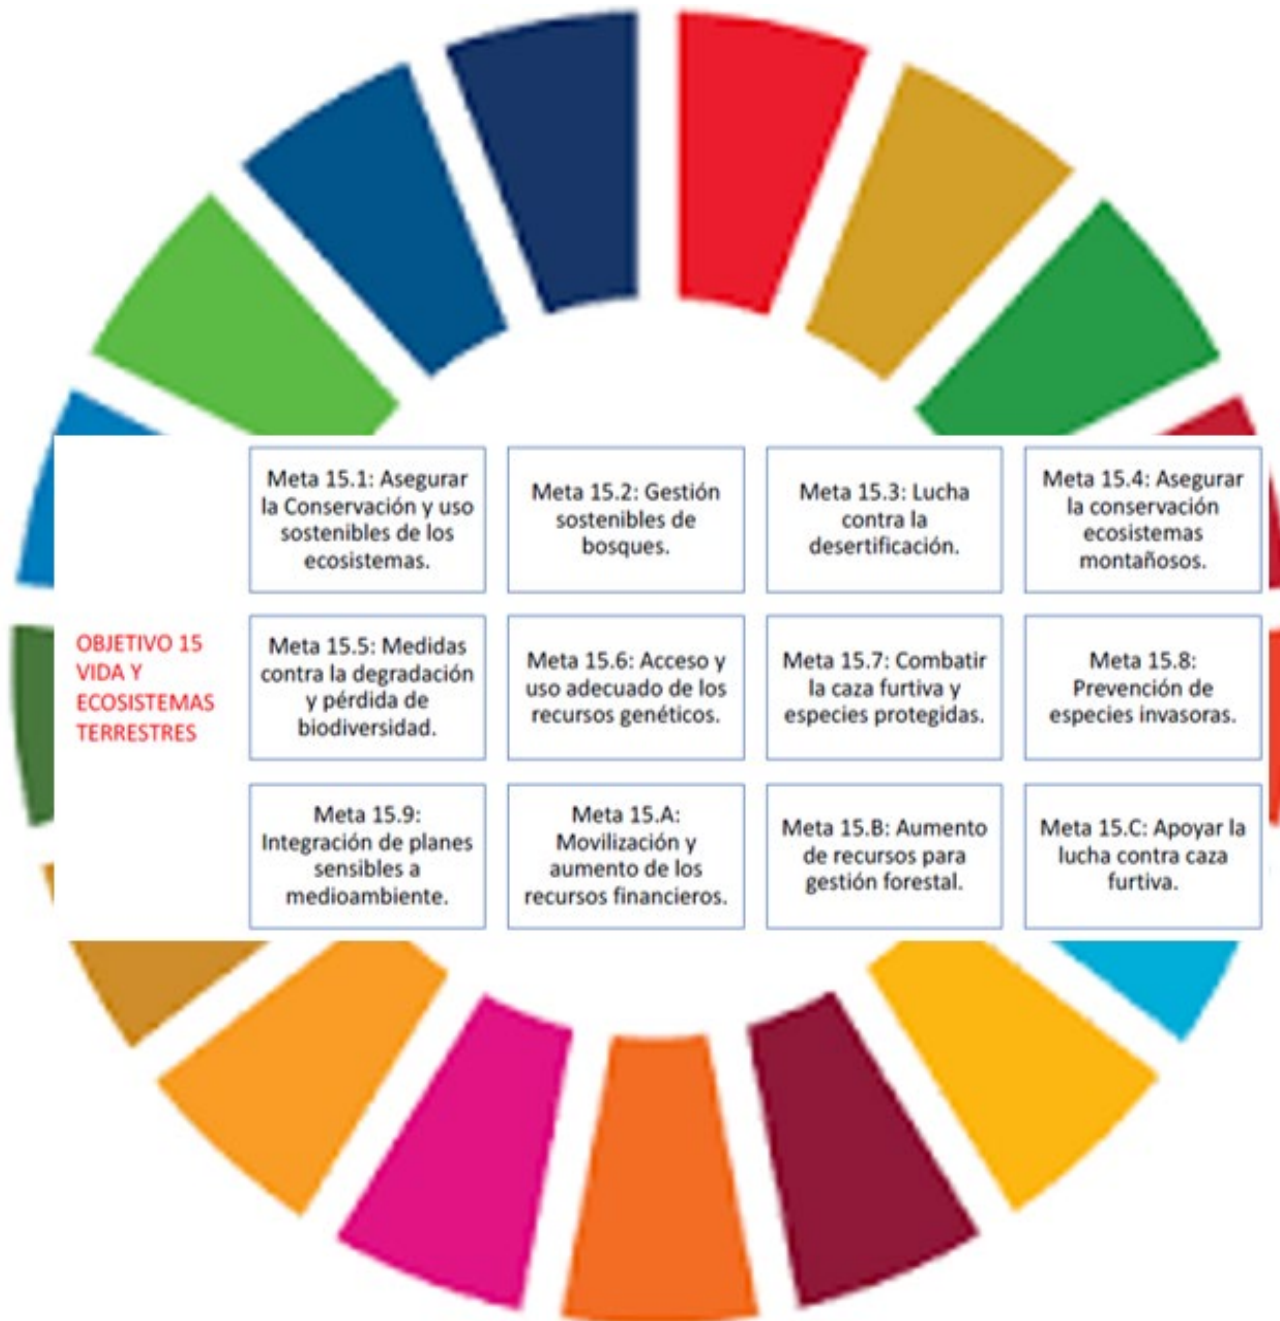 OBJETIVO 15
VIDA Y
ECOSISTEMAS
TERRESTRES
Meta 15.1: Asegurar
la Conservación y uso
sostenibles de los
ecosistemas.
Meta 15.2: Gestión
sostenibles de
bosques.
Meta 15.3: Lucha
contra la
desertificación.
Meta 15.4: Asegurar
la conservación
ecosistemas
montañosos.
Meta 15.5: Medidas
contra la degradación
y pérdida de
biodiversidad.
Meta 15.6: Acceso y
uso adecuado de los
recursos genéticos.
Meta 15.7: Combatir
la caza furtiva y
especies protegidas.
Meta 15.8:
Prevención de
especies invasoras.
Meta 15.9:
Integración de planes
sensibles a
medioambiente.
Meta 15.A:
Movilización y
aumento de los
recursos financieros.
Meta 15.B: Aumento
de recursos para
gestión forestal.
Meta 15.C: Apoyar la
lucha contra caza
furtiva.